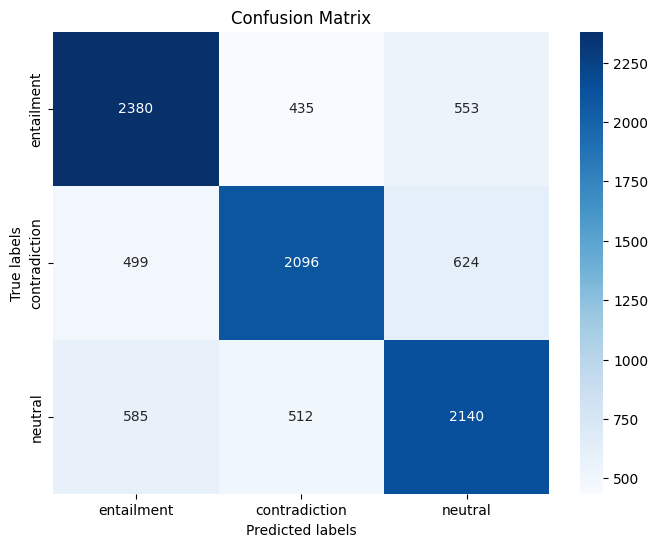 Confusion Matrix
True labels
entailment
contradiction
neutral
2380 435 553
499 2096 624
585 512 2140
entailment contradiction neutral
Predicted labels
2250
2000
1750
1500
1250
1000
750
500